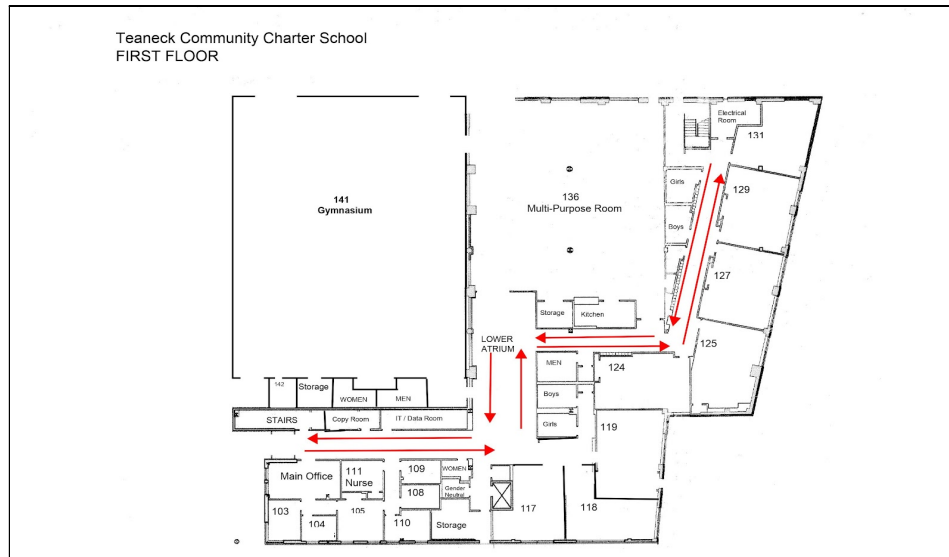 Teaneck Community Charter School
FIRST FLOOR
Electrical
Room
131
Girls
129
141
Gymnasium
136
Multi-Purpose Room
Boys
127
Storage
Kitchen
LOWER
ATRIUM
125
MEN
124
142
Storage
WOMEN
MEN
Boys
STAIRS
Copy Room
IT / Data Room
Girls
119
Main Office
111
Nurse
109
WOMEN
108
Gender
Neutral
103
104
105
110
Storage
117
118